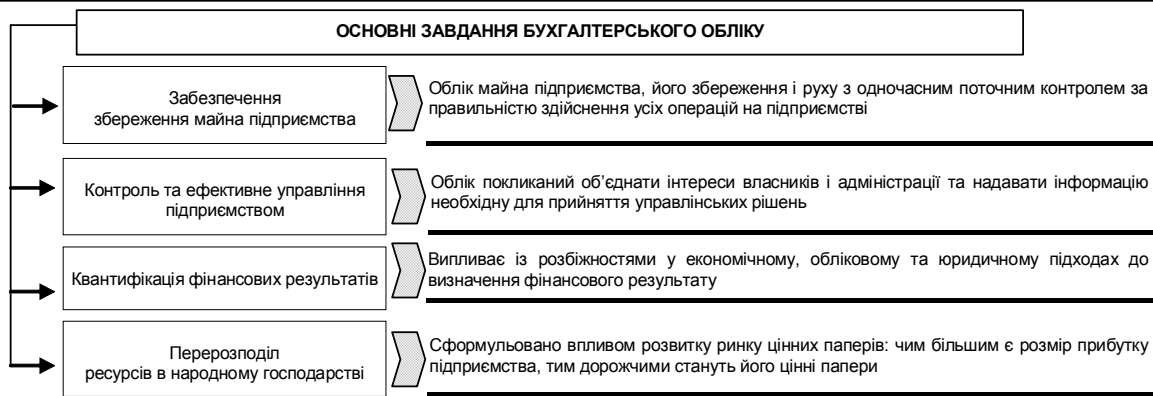 ОСНОВНІ ЗАВДАННЯ БУХГАЛТЕРСЬКОГО ОБЛІКУ
Забезпечення
збереження майна підприємства
Облік майна підприємства, його збереження і руху з одночасним поточним контролем за
правильністю здійснення усіх операцій на підприємстві
Контроль та ефективне управління
підприємством
Облік покликаний об’єднати інтереси власників і адміністрації та надавати інформацію
необхідну для прийняття управлінських рішень
Квантифікація фінансових результатів
Випливає із розбіжностями у економічному, обліковому та юридичному підходах до
визначення фінансового результату
Перерозподіл
ресурсів в народному господарстві
Сформульовано впливом розвитку ринку цінних паперів: чим більшим є розмір прибутку
підприємства, тим дорожчими стануть його цінні папери